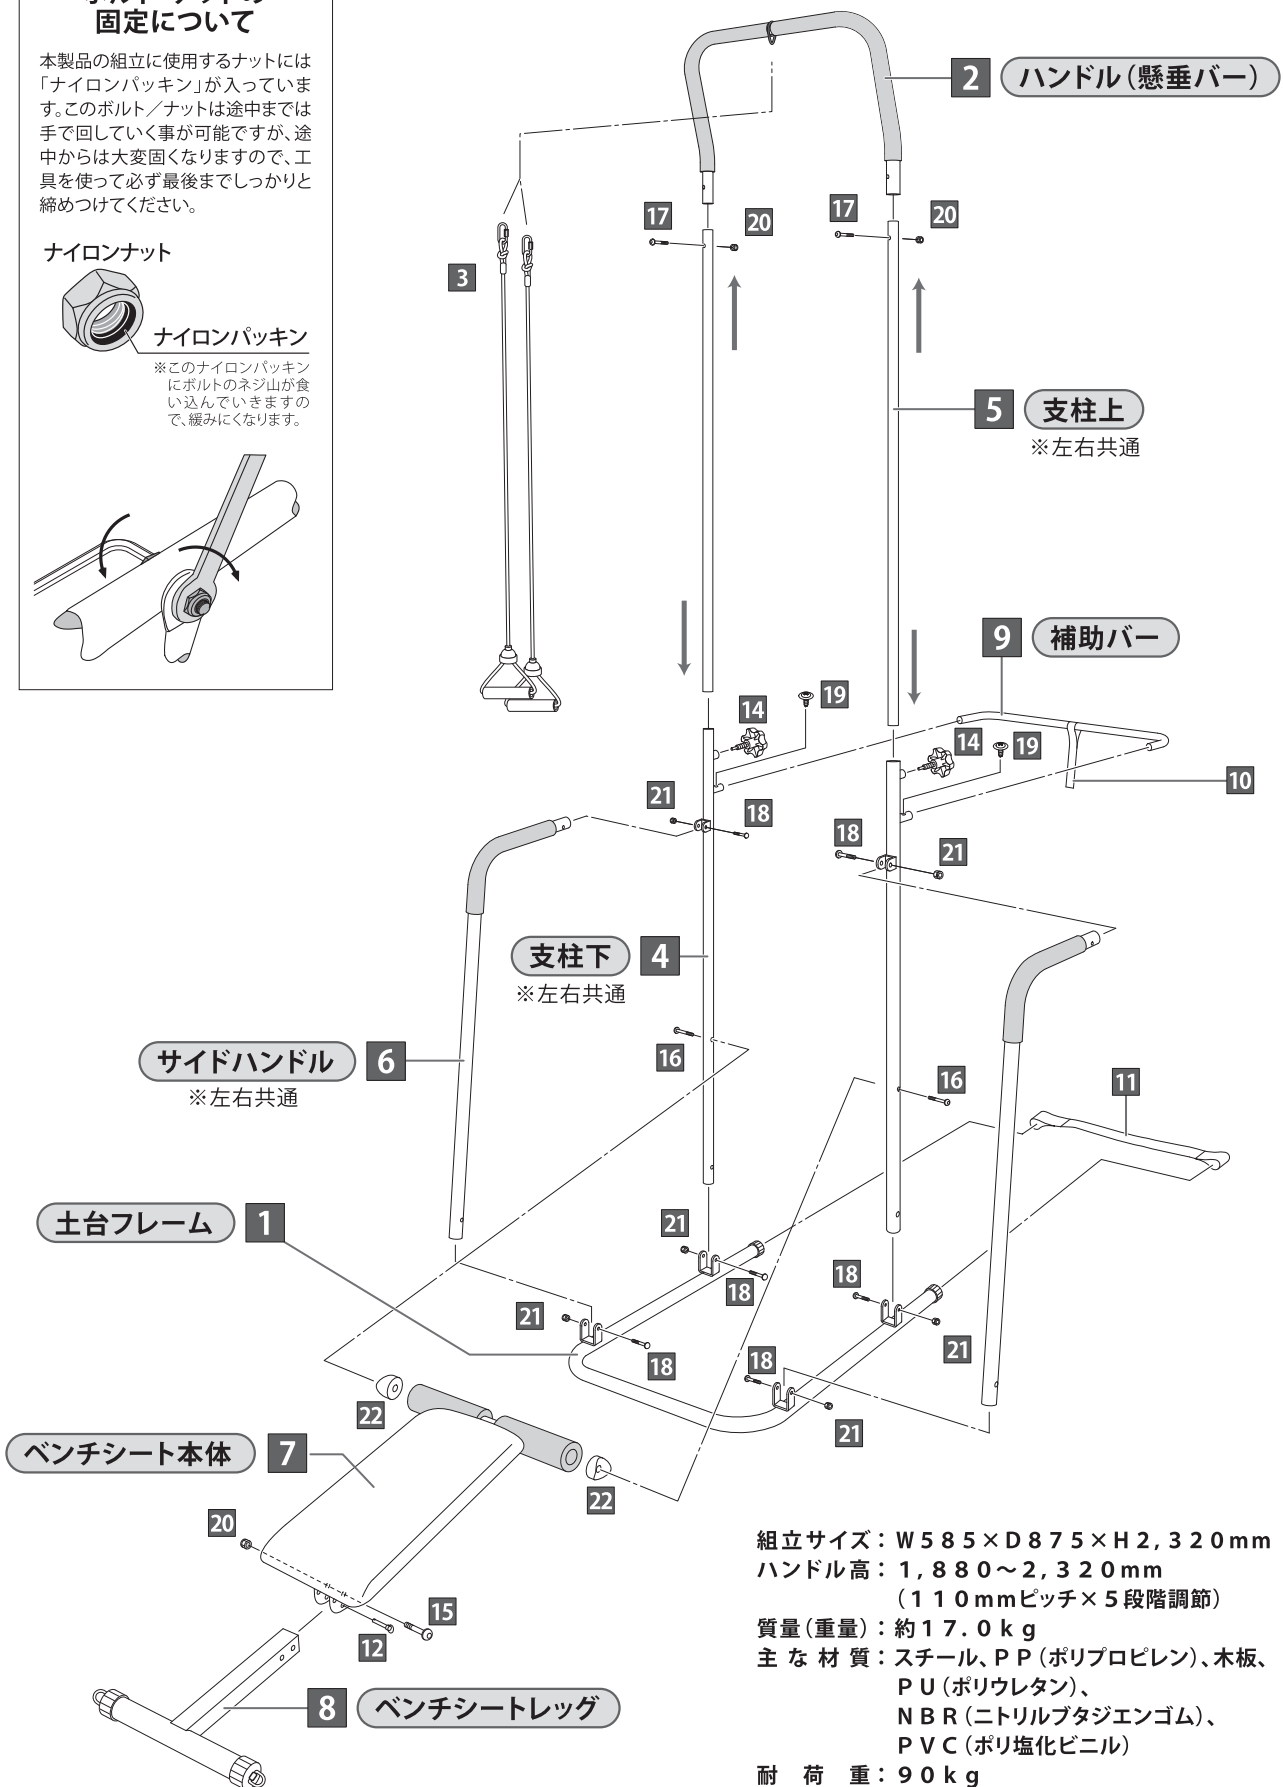 固定について
本製品の組立に使用するナットには
「ナイロンパッキン」が入っていま
す。このボルト／ナットは途中までは
手で回していく事が可能ですが、途
中からは大変固くなりますので、工
具を使って必ず最後までしっかりと
締めつけてください。
ナイロンナット
ナイロンパッキン
※このナイロンパッキン
にボルトのネジ山が食
い込んでいきますの
で、緩みにくなります。
2 ハンドル（懸垂バー）
17
20
17
20
3
5 支柱上
※左右共通
9 補助バー
14
19
14
19
10
21
18
18
21
支柱下 4
※左右共通
サイドハンドル 6
※左右共通
16
16
11
土台フレーム 1
21
18
18
21
21
18
18
21
22
ベンチシート本体 7
22
20
15
12
8 ベンチシートレッグ
組立サイズ：W585×D875×H2,320mm
ハンドル高：1,880～2,320mm
（110mmピッチ×5段階調節）
質量（重量）：約17.0kg
主な材質：スチール、PP（ポリプロピレン）、木板、
PU（ポリウレタン）、
NBR（ニトリルブタジエンゴム）、
PVC（ポリ塩化ビニル）
耐荷重：90kg